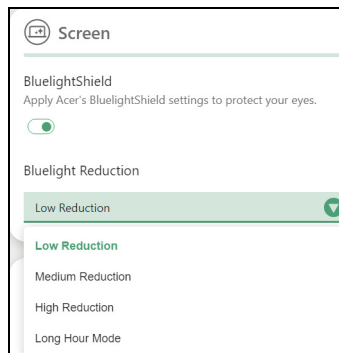 Screen
BluelightShield
Apply Acer's BluelightShield settings to protect your eyes.
Bluelight Reduction
Low Reduction
Low Reduction
Medium Reduction
High Reduction
Long Hour Mode